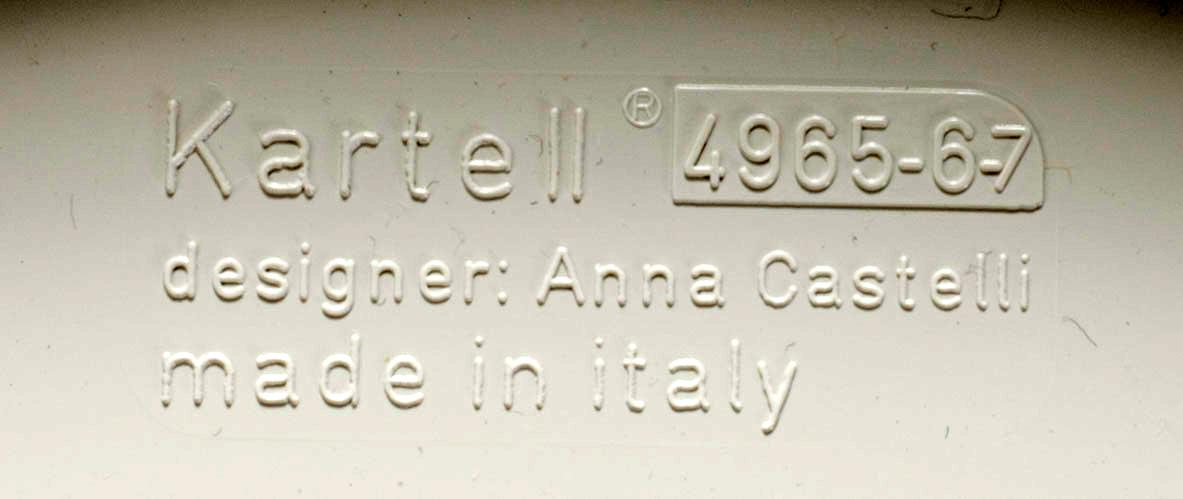 Kartell® 4965-6-7
designer: Anna Castelli
made in italy